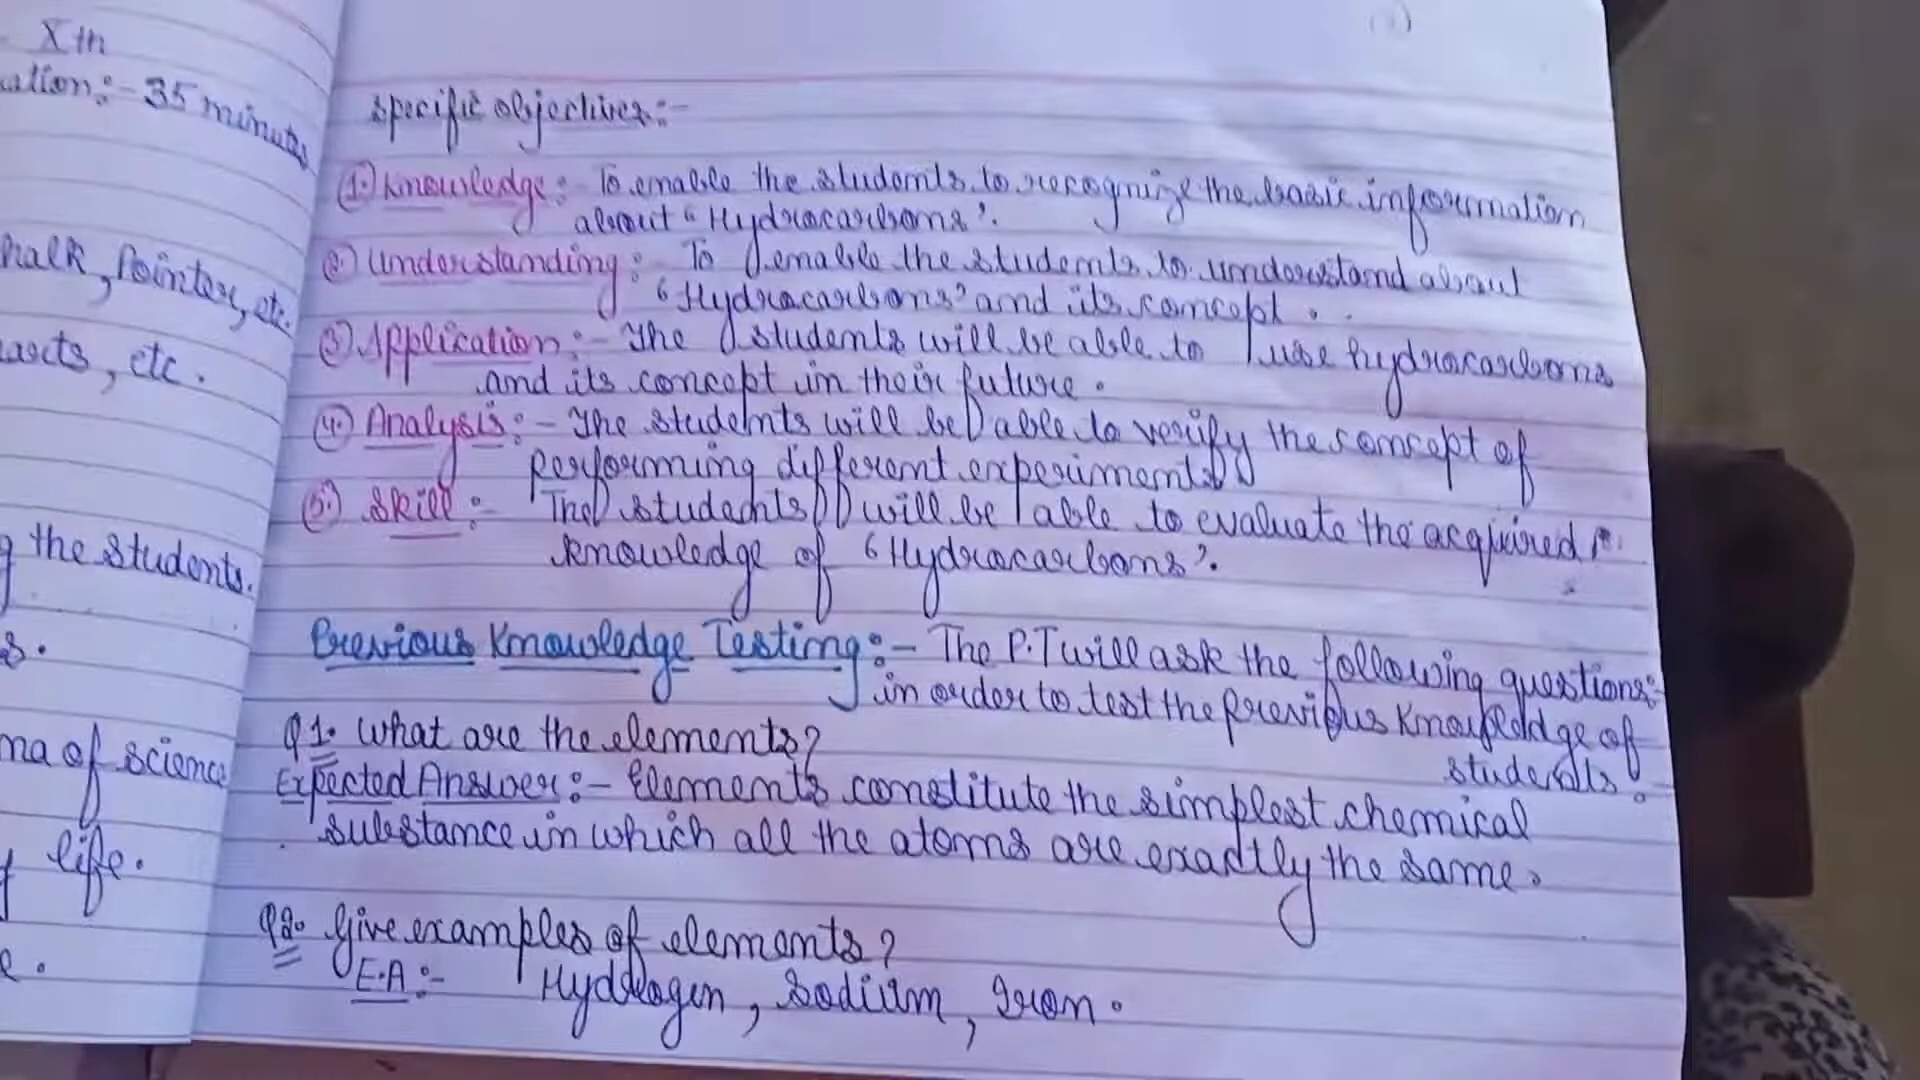 Xth
ation:- 35 minutes
halk, Pointer, etc.
arts, etc.
g the students.
s.
ma of science
f life.
e.
Specific objectives:-
1. Knowledge:- To enable the students to recognize the basic information
about "Hydrocarbons'.
2. Understanding: To enable the students to understand about
'Hydrocarbons' and its concept.
3. Application:- The students will be able to use hydrocarbons
and its concept in their future.
4. Analysis:- The students will be able to verify the concept of
performing different experiments
5. Skill:- The students will be able to evaluate the acquired
knowledge of 'Hydrocarbons'.
Previous Knowledge Testing:- The P.T will ask the following questions:-
in order to test the previous Knowledge of
students.
Q1. What are the elements?
Expected Answer:- Elements constitute the simplest chemical
substance in which all the atoms are exactly the same.
Q2. Give examples of elements?
E.A:- Hydrogen, Sodium, Iron.